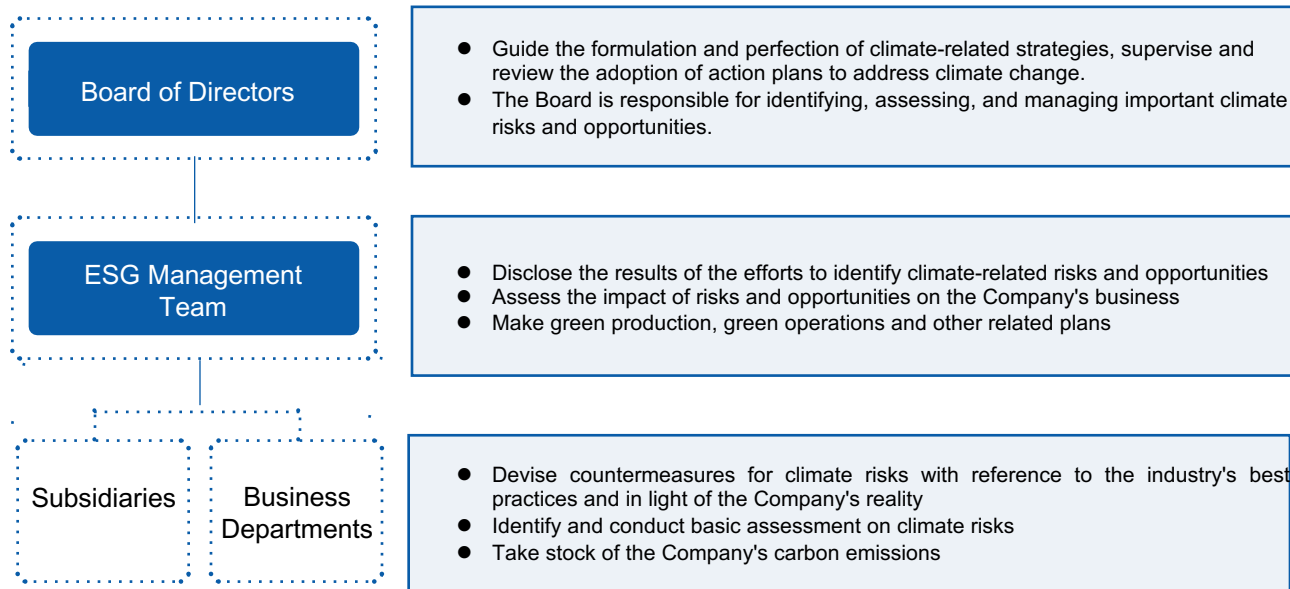 Board of Directors
● Guide the formulation and perfection of climate-related strategies, supervise and
review the adoption of action plans to address climate change.
● The Board is responsible for identifying, assessing, and managing important climate
risks and opportunities.
ESG Management
Team
● Disclose the results of the efforts to identify climate-related risks and opportunities
● Assess the impact of risks and opportunities on the Company's business
● Make green production, green operations and other related plans
Subsidiaries
Business
Departments
● Devise countermeasures for climate risks with reference to the industry's best
practices and in light of the Company's reality
● Identify and conduct basic assessment on climate risks
● Take stock of the Company's carbon emissions